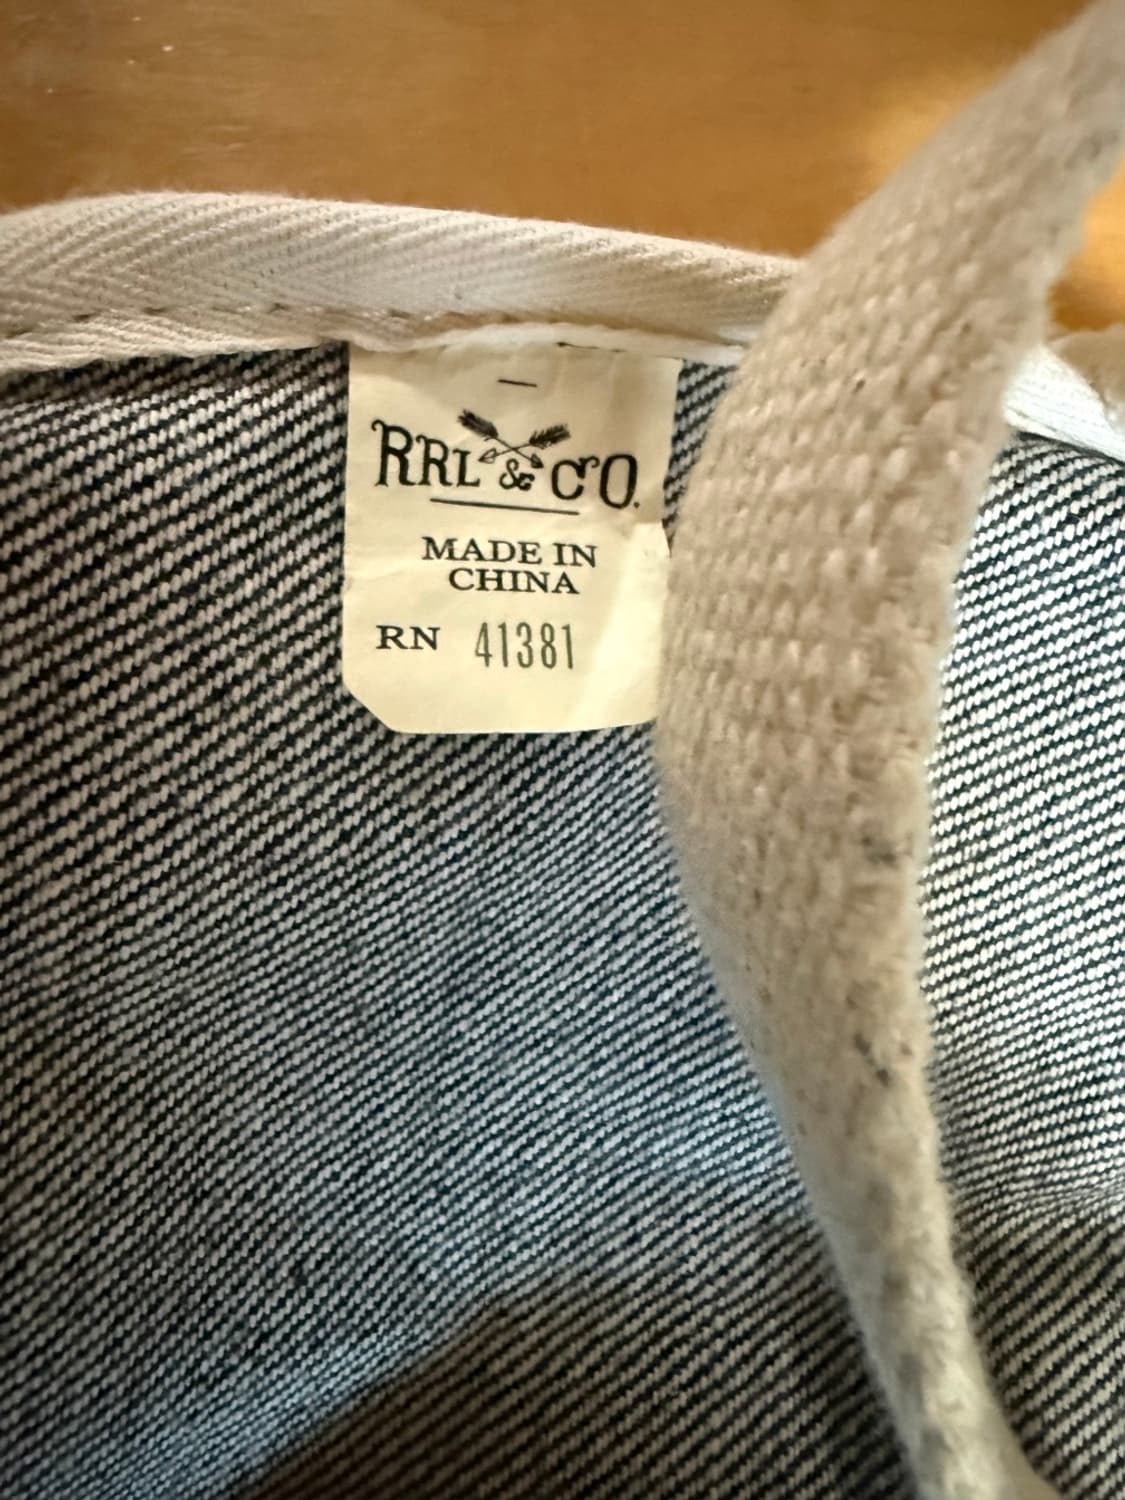 RRL & CO.
MADE IN
CHINA
RN 41381